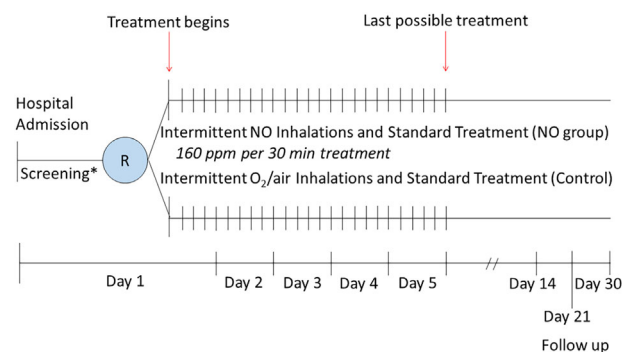 Treatment begins
Last possible treatment
Hospital
Admission
Screening*
R
Intermittent NO Inhalations and Standard Treatment (NO group)
160 ppm per 30 min treatment
Intermittent O₂/air Inhalations and Standard Treatment (Control)
Day 1
Day 2
Day 3
Day 4
Day 5
//
Day 14
Day 30
Day 21
Follow up